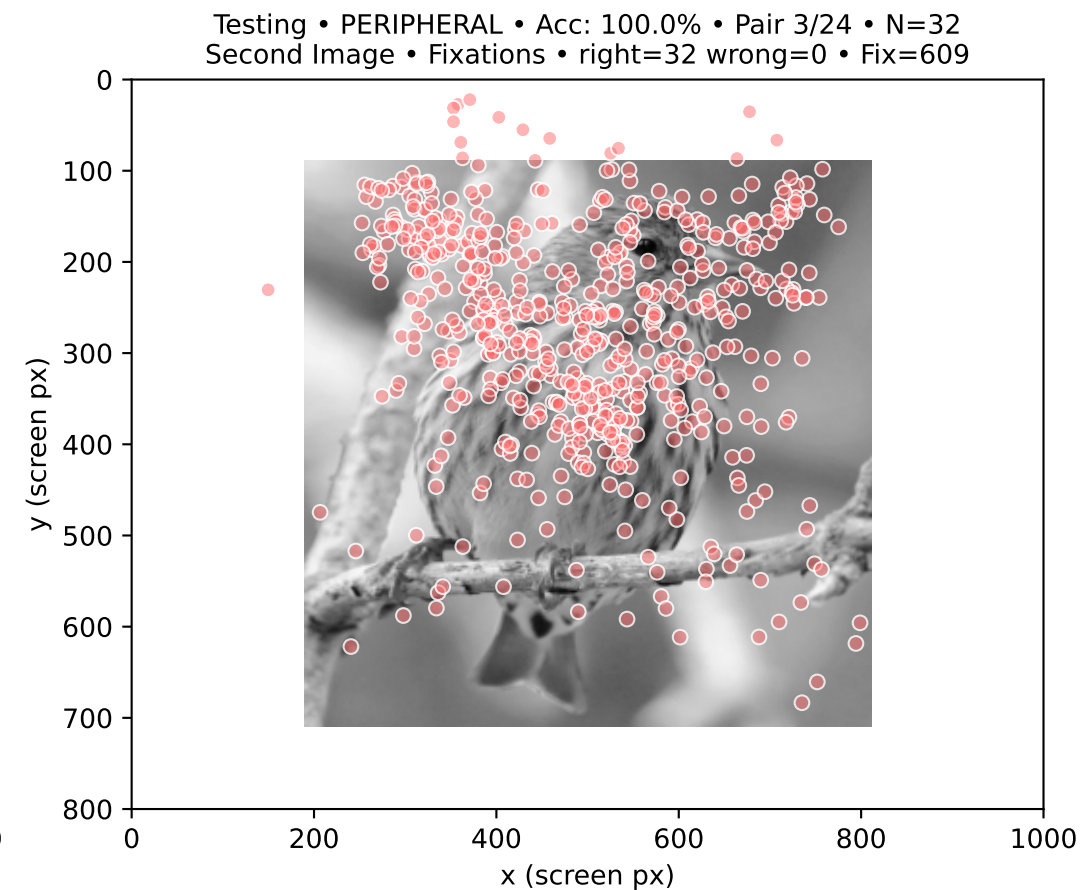 Testing • PERIPHERAL • Acc: 100.0% • Pair 3/24 • N=32
Second Image • Fixations • right=32 wrong=0 • Fix=609
0
100
200
300
400
500
600
700
800
y (screen px)
0 200 400 600 800 1000
x (screen px)